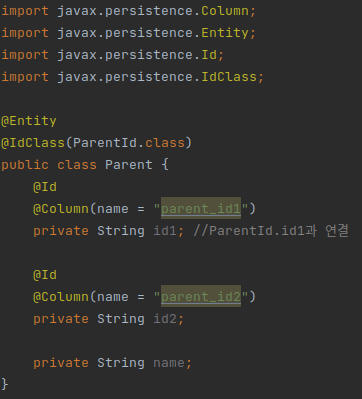 import javax.persistence.Column;
import javax.persistence.Entity;
import javax.persistence.Id;
import javax.persistence.IdClass;

@Entity
@IdClass(ParentId.class)
public class Parent {
    @Id
    @Column(name = "parent_id1")
    private String id1; //ParentId.id1과 연결

    @Id
    @Column(name = "parent_id2")
    private String id2;

    private String name;
}